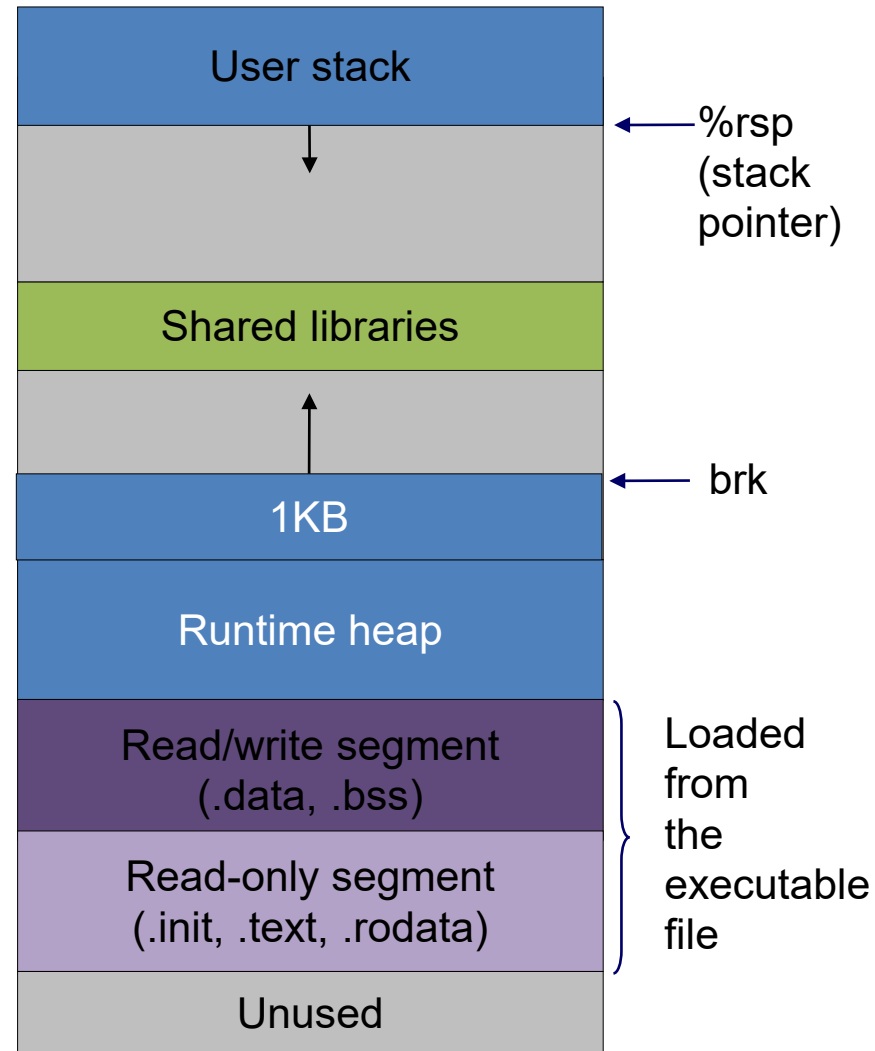 User stack
%rsp
(stack
pointer)
Shared libraries
brk
1KB
Runtime heap
Read/write segment
(.data, .bss)
Loaded
from
the
executable
file
Read-only segment
(.init, .text, .rodata)
Unused